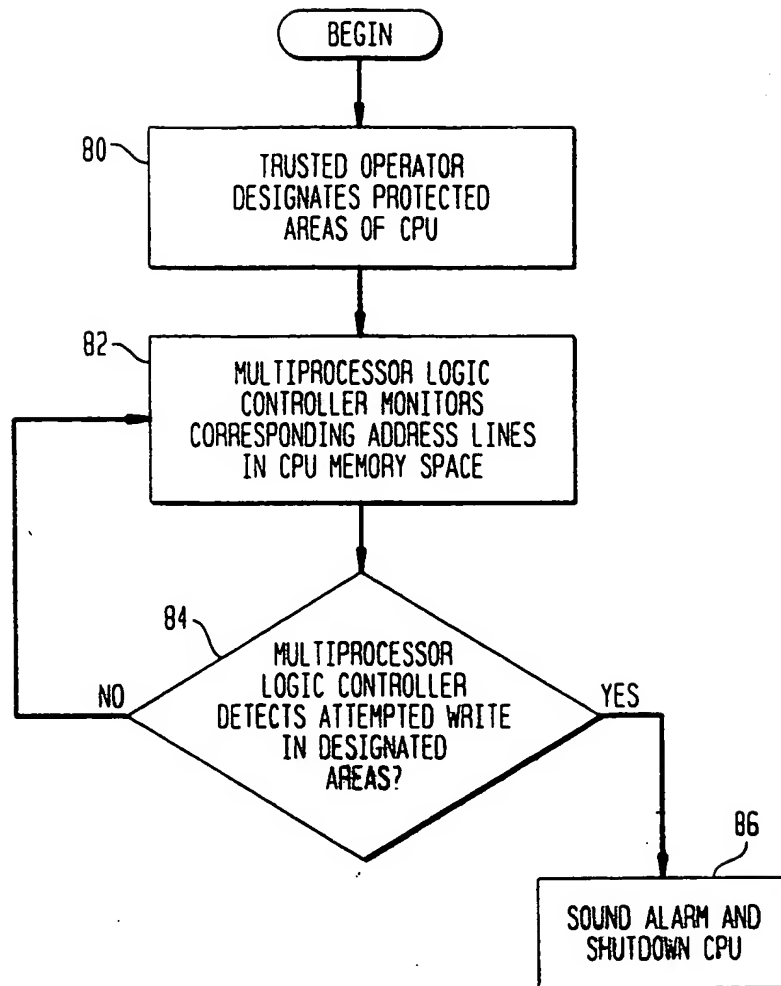 BEGIN
80
TRUSTED OPERATOR
DESIGNATES PROTECTED
AREAS OF CPU
82
MULTIPROCESSOR LOGIC
CONTROLLER MONITORS
CORRESPONDING ADDRESS LINES
IN CPU MEMORY SPACE
84
MULTIPROCESSOR
LOGIC CONTROLLER
DETECTS ATTEMPTED WRITE
IN DESIGNATED
AREAS?
NO
YES
86
SOUND ALARM AND
SHUTDOWN CPU